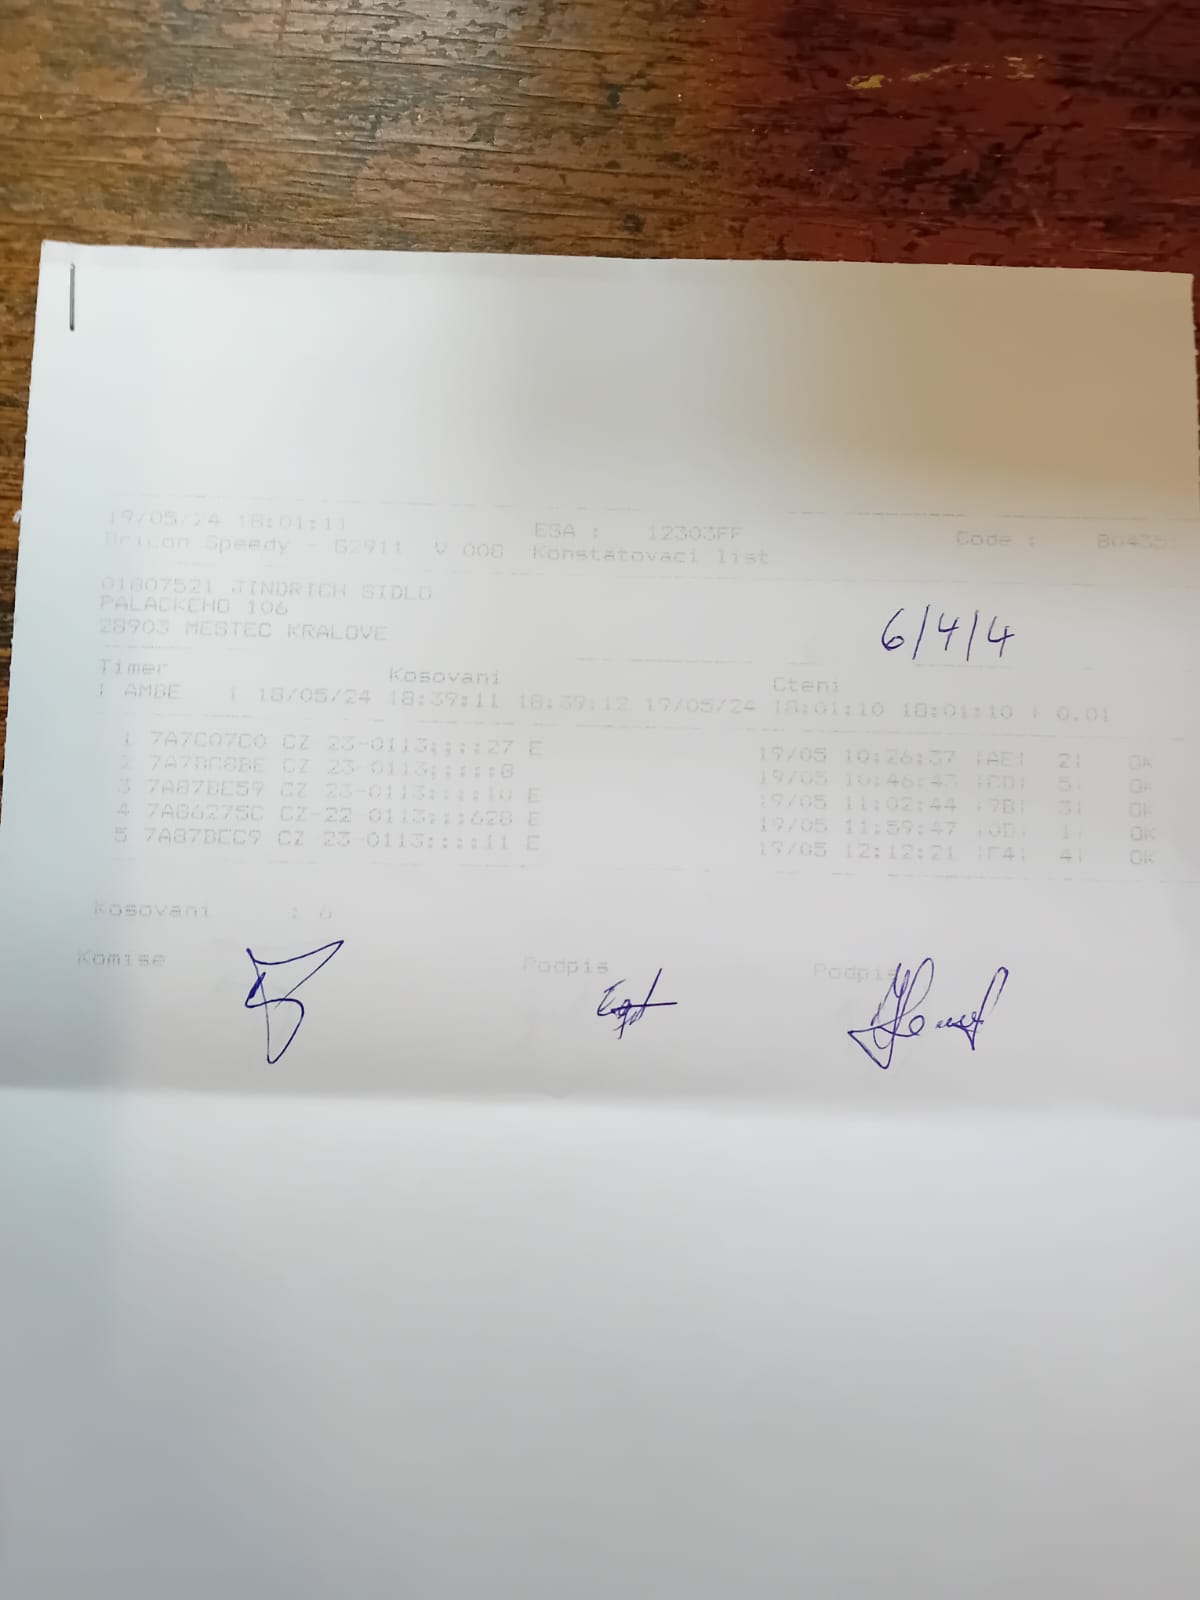 19/05/24 18:01:11 EGA : 12303FF Code :
Bricon Speedy - G2911 V 008 Konstatovaci list
01807521 JINDRICH SIDLO
PALACKEHO 106
28903 MESTEC KRALOVE
6/4/4
Timer Kosovani Cteni
1 AMBE 1 18/05/24 18:39:11 18:39:12 19/05/24 18:01:10 18:01:10 + 0.01
1 7A7C07C0 CZ 23-0113:::::27 E 19/05 10:26:37 |AE| 2| OK
2 7A7DC8BE CZ 23-0113::::::8 19/05 10:46:43 |CD| 5| OK
3 7A87BE59 CZ 23-0113:::::10 E 19/05 11:02:44 |9B| 3| OK
4 7A86275C CZ-22 0113::::628 E 19/05 11:59:47 1| OK
5 7A87BEC9 CZ 23-0113:::::11 E 19/05 12:12:21 |F4| 4| OK
Kosovani : 6
Komise Podpis Podpis